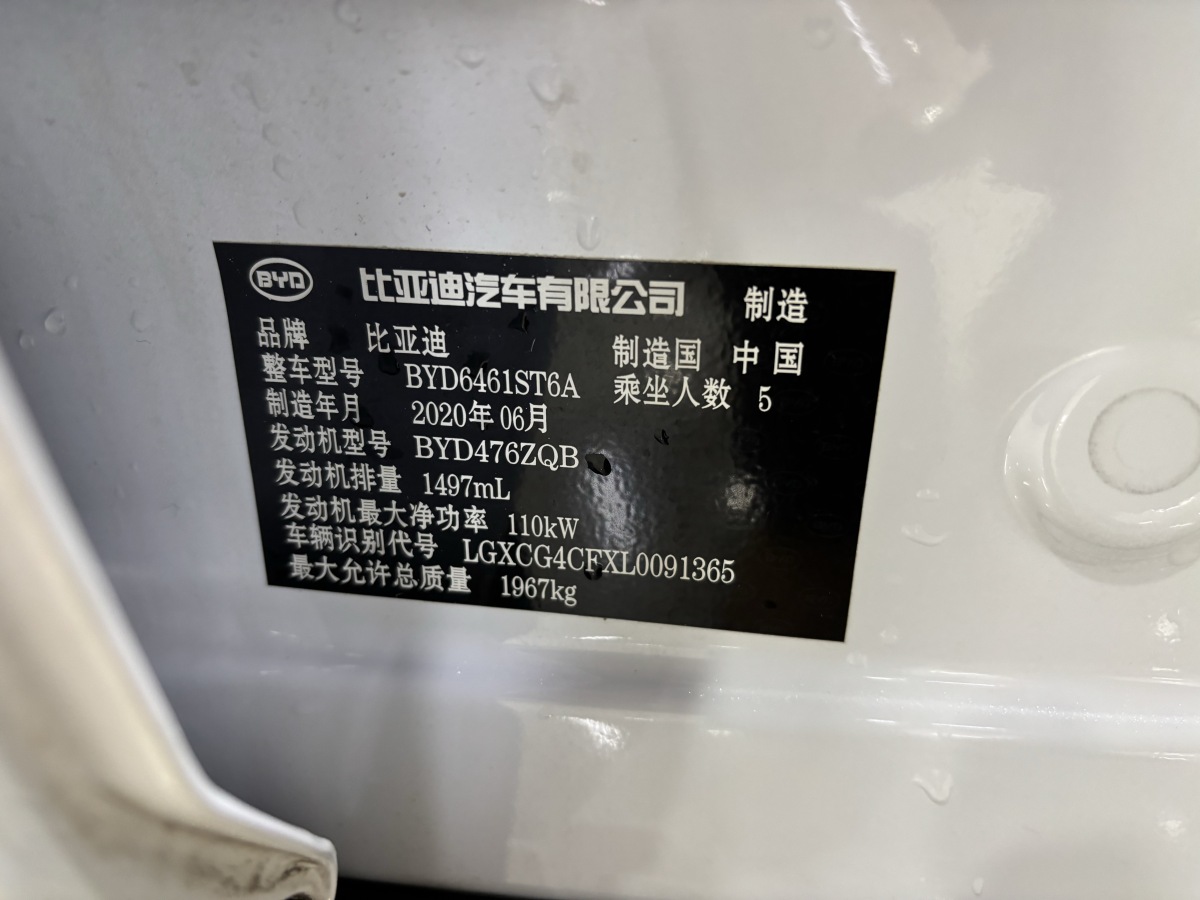 BYD 比亚迪汽车有限公司 制造
品牌 比亚迪 制造国 中国
整车型号 BYD6461ST6A 乘坐人数 5
制造年月 2020年06月
发动机型号 BYD476ZQB
发动机排量 1497mL
发动机最大净功率 110kW
车辆识别代号 LGXCG4CFXL0091365
最大允许总质量 1967kg